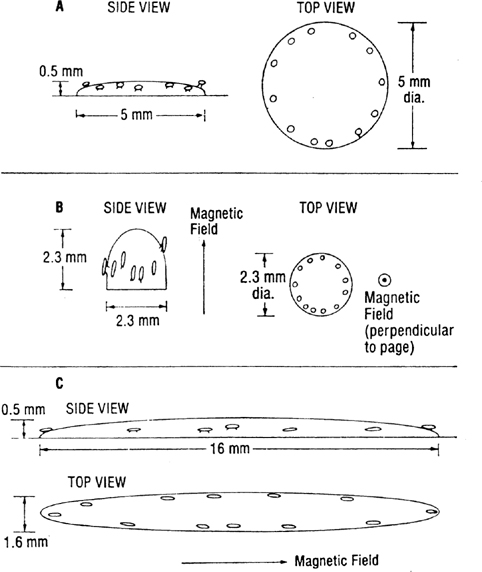 A SIDE VIEW TOP VIEW
0.5 mm
5 mm
5 mm
dia.
B SIDE VIEW
Magnetic
Field
TOP VIEW
2.3 mm
2.3 mm
2.3 mm
dia.
Magnetic
Field
(perpendicular
to page)
C
0.5 mm SIDE VIEW
16 mm
TOP VIEW
1.6 mm
Magnetic Field